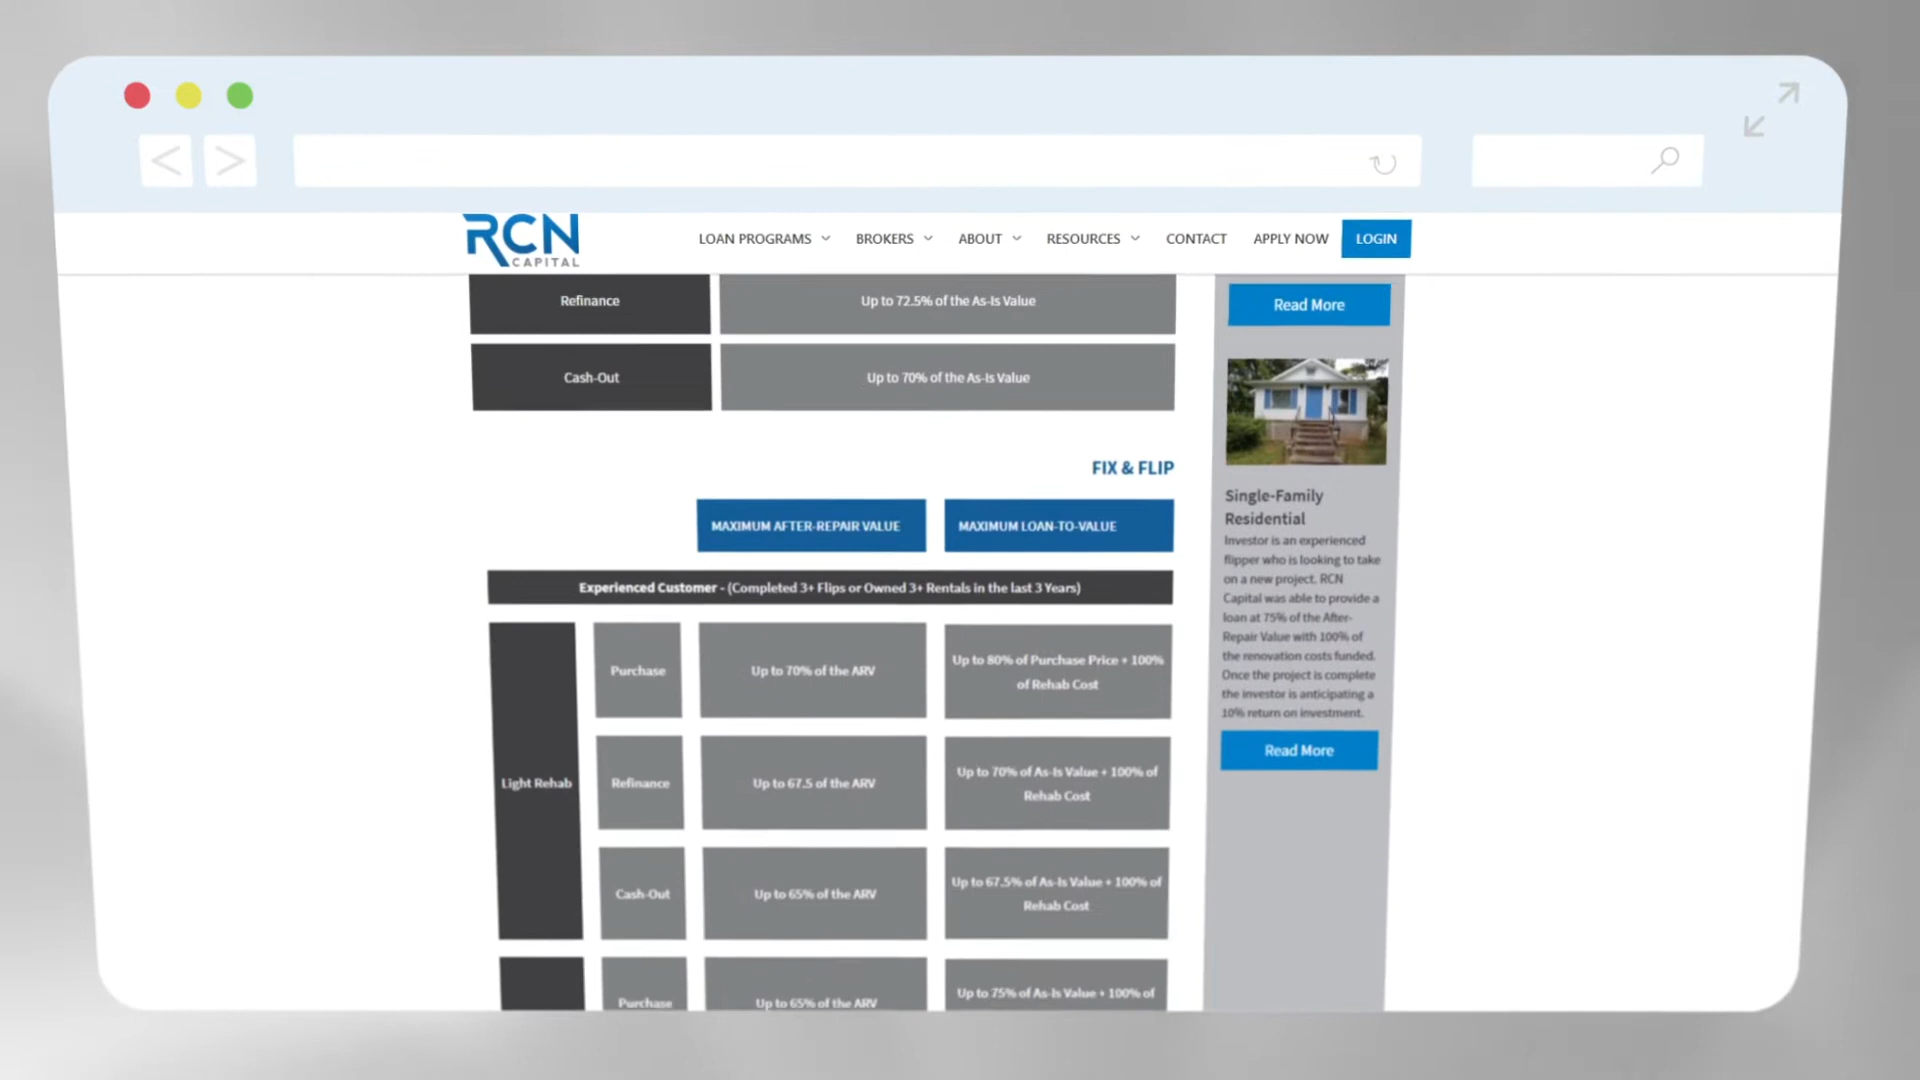 RCN
CAPITAL
LOAN PROGRAMS
BROKERS
ABOUT
RESOURCES
CONTACT
APPLY NOW
LOGIN
Refinance
Up to 72.5% of the As-Is Value
Cash-Out
Up to 70% of the As-Is Value
FIX & FLIP
MAXIMUM AFTER-REPAIR VALUE
MAXIMUM LOAN-TO-VALUE
Experienced Customer - (Completed 3+ Flips or Owned 3+ Rentals in the last 3 Years)
Light Rehab
Purchase
Up to 70% of the ARV
Up to 80% of Purchase Price + 100%
of Rehab Cost
Refinance
Up to 67.5 of the ARV
Up to 70% of As-Is Value + 100% of
Rehab Cost
Cash-Out
Up to 65% of the ARV
Up to 67.5% of As-Is Value + 100% of
Rehab Cost
Purchase
Up to 65% of the ARV
Up to 75% of As-Is Value + 100% of
Read More
Single-Family
Residential
Investor is an experienced
flipper who is looking to take
on a new project. RCN
Capital was able to provide a
loan at 75% of the After-
Repair Value with 100% of
the renovation costs funded.
Once the project is complete
the investor is anticipating a
10% return on investment.
Read More